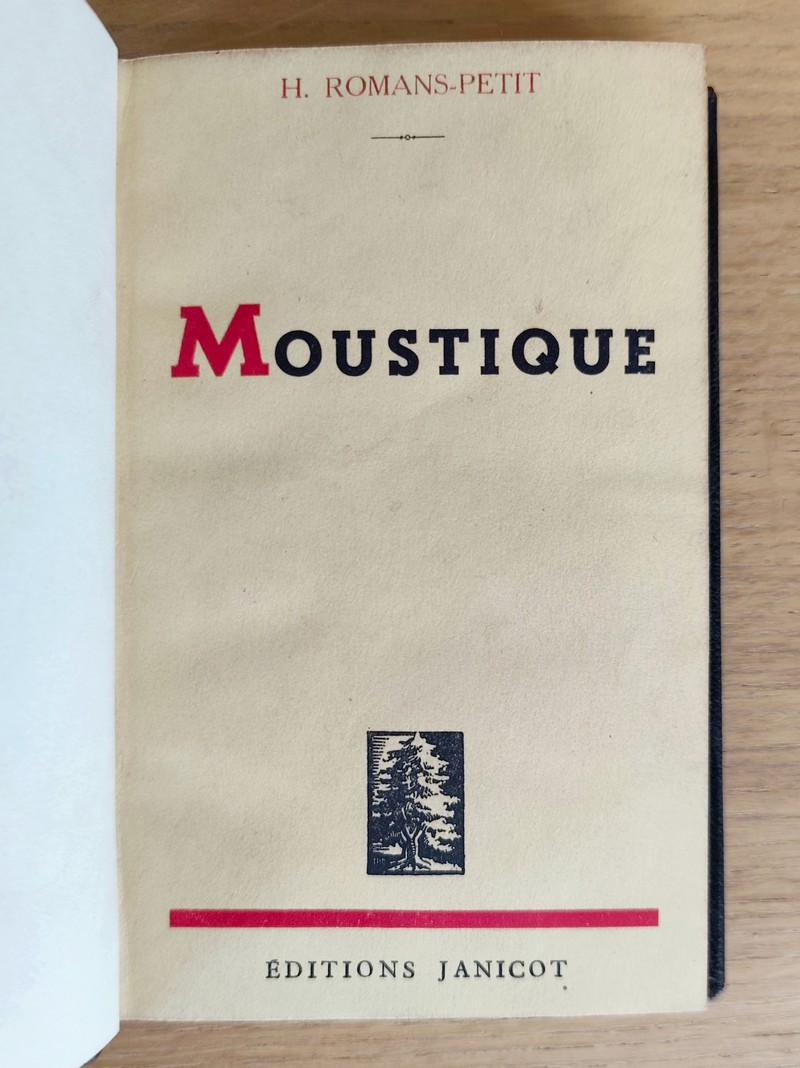 H. ROMANS-PETIT
MOUSTIQUE
ÉDITIONS JANICOT